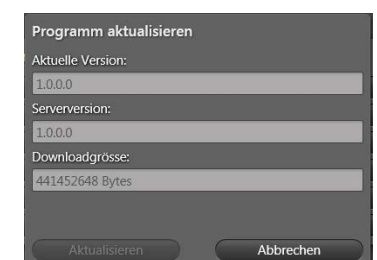 Programm aktualisieren
Aktuelle Version:
1.0.0.0
Serverversion:
1.0.0.0
Downloadgrösse:
441452648 Bytes
Aktualisieren Abbrechen